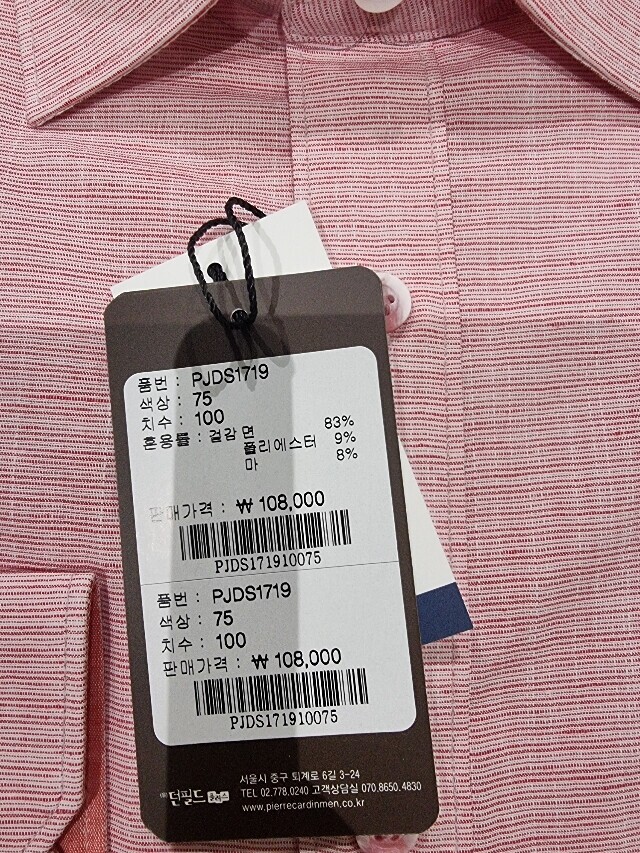 품번 : PJDS1719
색상 : 75
치수 : 100
혼용률 : 겉감 면 83%
폴리에스터 9%
마 8%
판매가격 : ₩ 108,000
PJDS171910075
품번 : PJDS1719
색상 : 75
치수 : 100
판매가격 : ₩ 108,000
PJDS171910075
서울시 중구 퇴계로 6길 3-24
㈜던필드플러스 TEL 02.778.0240 고객상담실 070.8650.4830
www.pierrecardinmen.co.kr